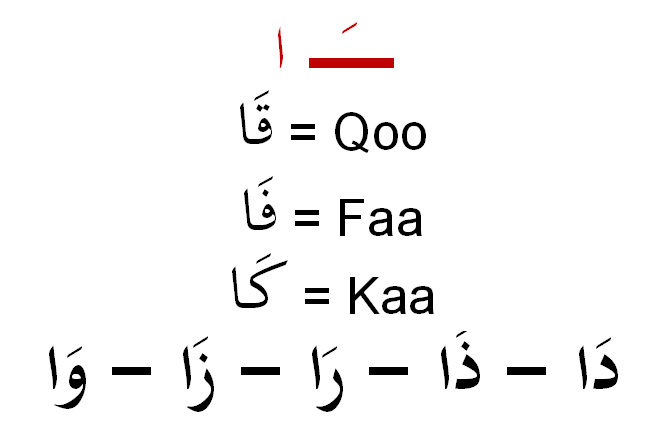 ـَ ا
قَا = Qoo
فَا = Faa
كَا = Kaa
دَا – ذَا – رَا – زَا – وَا